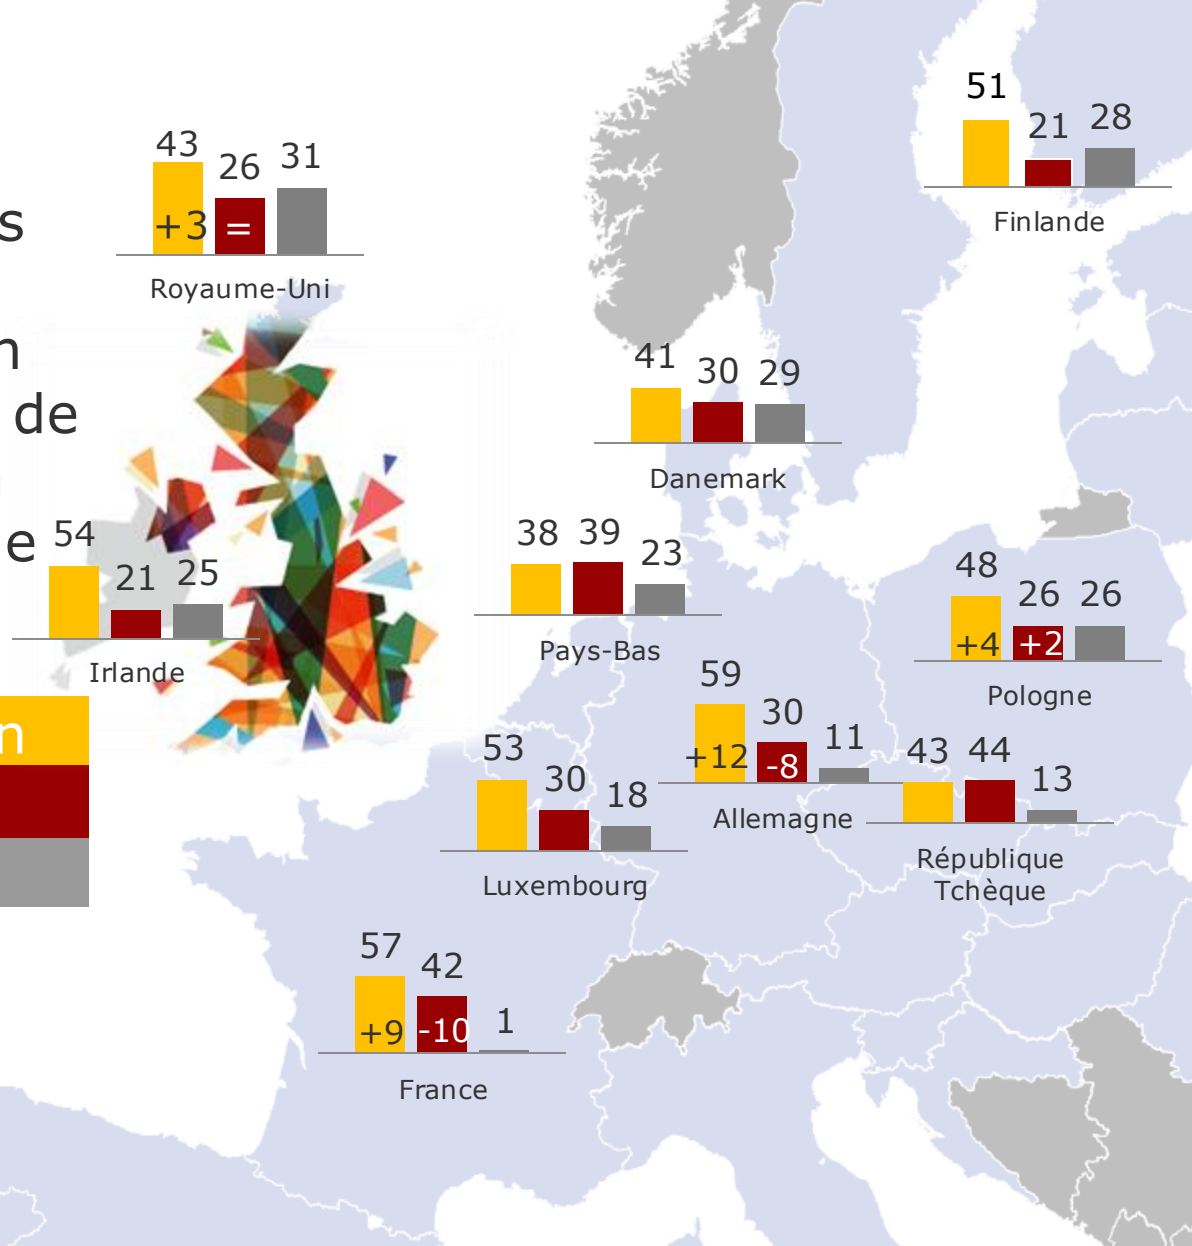 51
21
28
Finlande
43
26
31
+3
=
Royaume-Uni
s
n
de
e
41
30
29
Danemark
54
21
25
Irlande
38
39
23
Pays-Bas
48
26
26
+4
+2
Pologne
59
30
11
+12
-8
Allemagne
n
53
30
18
Luxembourg
43
44
13
République
Tchèque
57
42
1
+9
-10
France